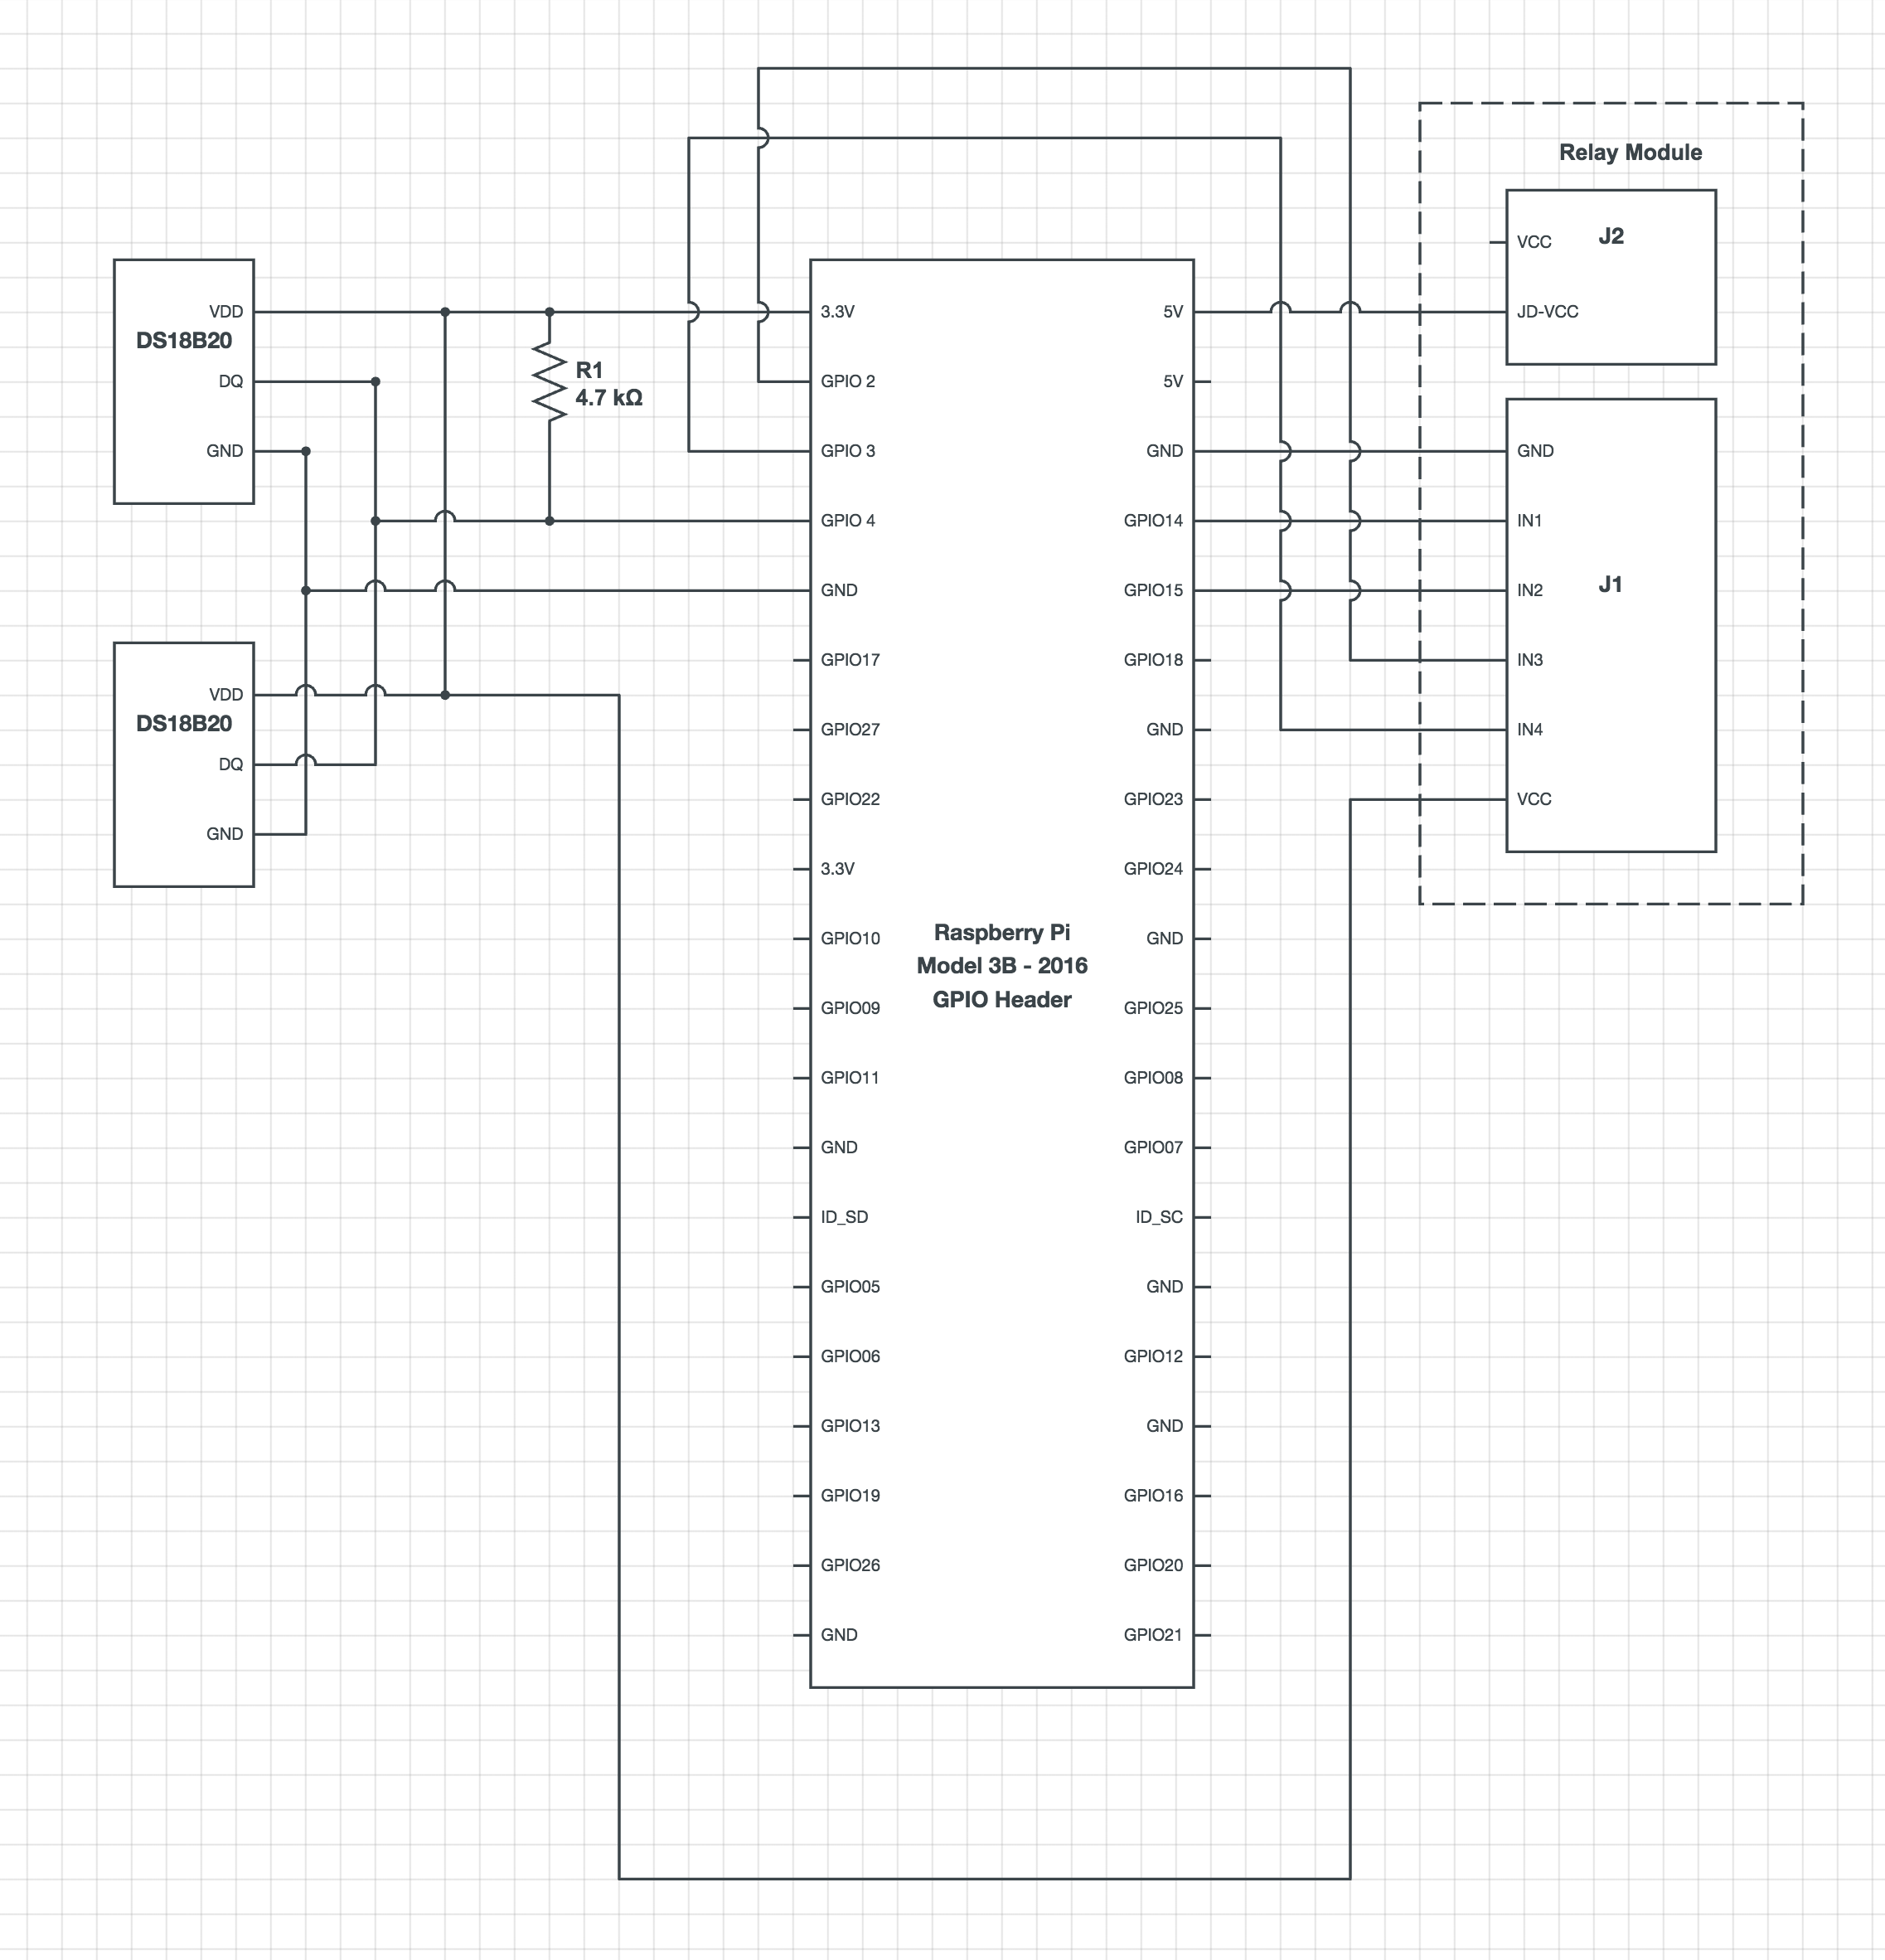 Relay Module
VCC
J2
JD-VCC
VDD
DS18B20
DQ
GND
R1
4.7 kΩ
VDD
DS18B20
DQ
GND
3.3V
GPIO 2
GPIO 3
GPIO 4
GND
GPIO17
GPIO27
GPIO22
3.3V
GPIO10
GPIO09
GPIO11
GND
ID_SD
GPIO05
GPIO06
GPIO13
GPIO19
GPIO26
GND
Raspberry Pi
Model 3B - 2016
GPIO Header
5V
5V
GND
GPIO14
GPIO15
GPIO18
GND
GPIO23
GPIO24
GND
GPIO25
GPIO08
GPIO07
ID_SC
GND
GPIO12
GND
GPIO16
GPIO20
GPIO21
GND
IN1
IN2
J1
IN3
IN4
VCC